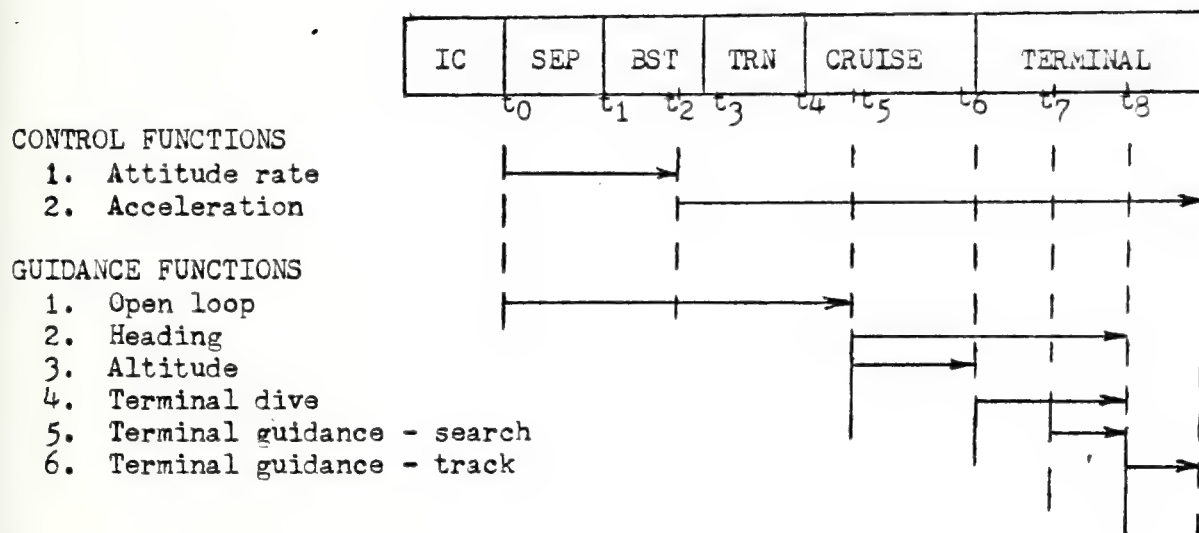 IC SEP BST TRN CRUISE TERMINAL
t0 t1 t2 t3 t4 t5 t6 t7 t8
CONTROL FUNCTIONS
1. Attitude rate
2. Acceleration
GUIDANCE FUNCTIONS
1. Open loop
2. Heading
3. Altitude
4. Terminal dive
5. Terminal guidance - search
6. Terminal guidance - track